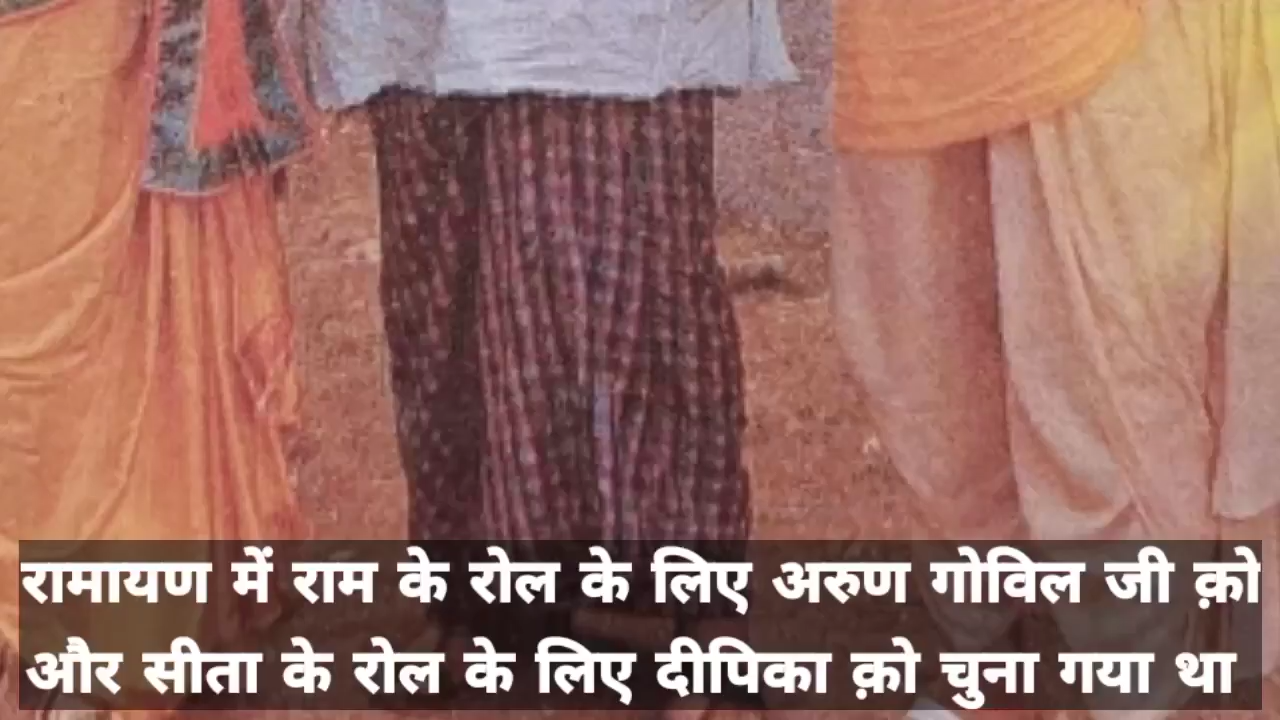 रामायण में राम के रोल के लिए अरुण गोविल जी क़ो
और सीता के रोल के लिए दीपिका क़ो चुना गया था